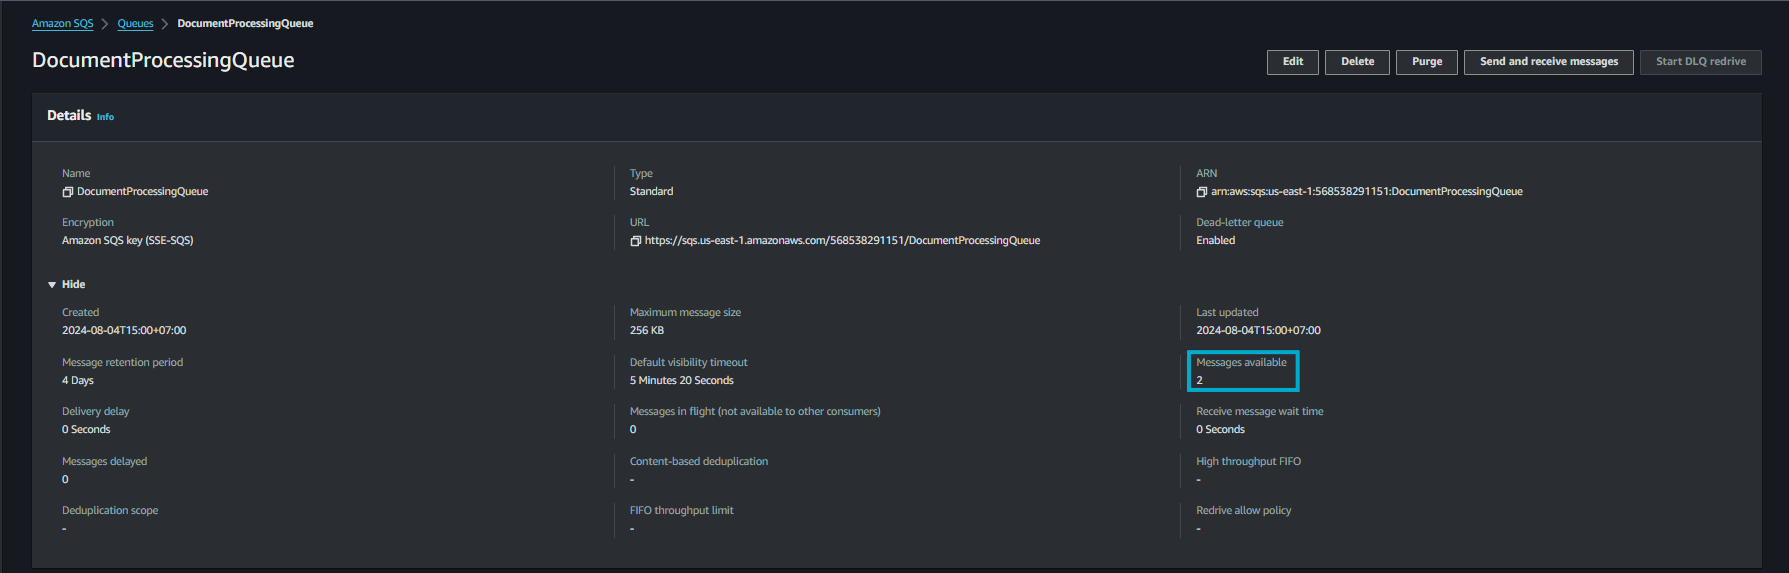 Amazon SQS > Queues > DocumentProcessingQueue
DocumentProcessingQueue
Edit Delete Purge Send and receive messages Start DLQ redrive
Details Info
Name Type ARN
DocumentProcessingQueue Standard arn:aws:sqs:us-east-1:568538291151:DocumentProcessingQueue
Encryption URL Dead-letter queue
Amazon SQS key (SSE-SQS) https://sqs.us-east-1.amazonaws.com/568538291151/DocumentProcessingQueue Enabled
Hide
Created Maximum message size Last updated
2024-08-04T15:00+07:00 256 KB 2024-08-04T15:00+07:00
Message retention period Default visibility timeout Messages available
4 Days 5 Minutes 20 Seconds 2
Delivery delay Messages in flight (not available to other consumers) Receive message wait time
0 Seconds 0 0 Seconds
Messages delayed Content-based deduplication High throughput FIFO
0 - -
Deduplication scope FIFO throughput limit Redrive allow policy
- - -